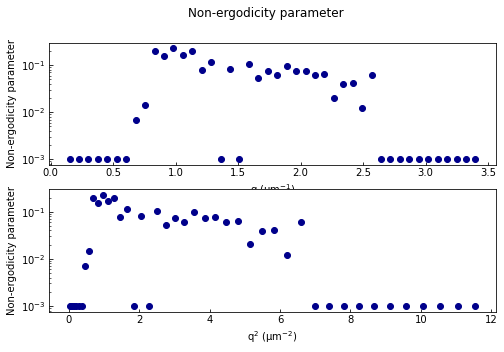 Non-ergodicity parameter
Non-ergodicity parameter
10⁻¹
10⁻²
10⁻³
0.0 0.5 1.0 1.5 2.0 2.5 3.0 3.5
q (μm⁻¹)
Non-ergodicity parameter
10⁻¹
10⁻²
10⁻³
0 2 4 6 8 10 12
q² (μm⁻²)